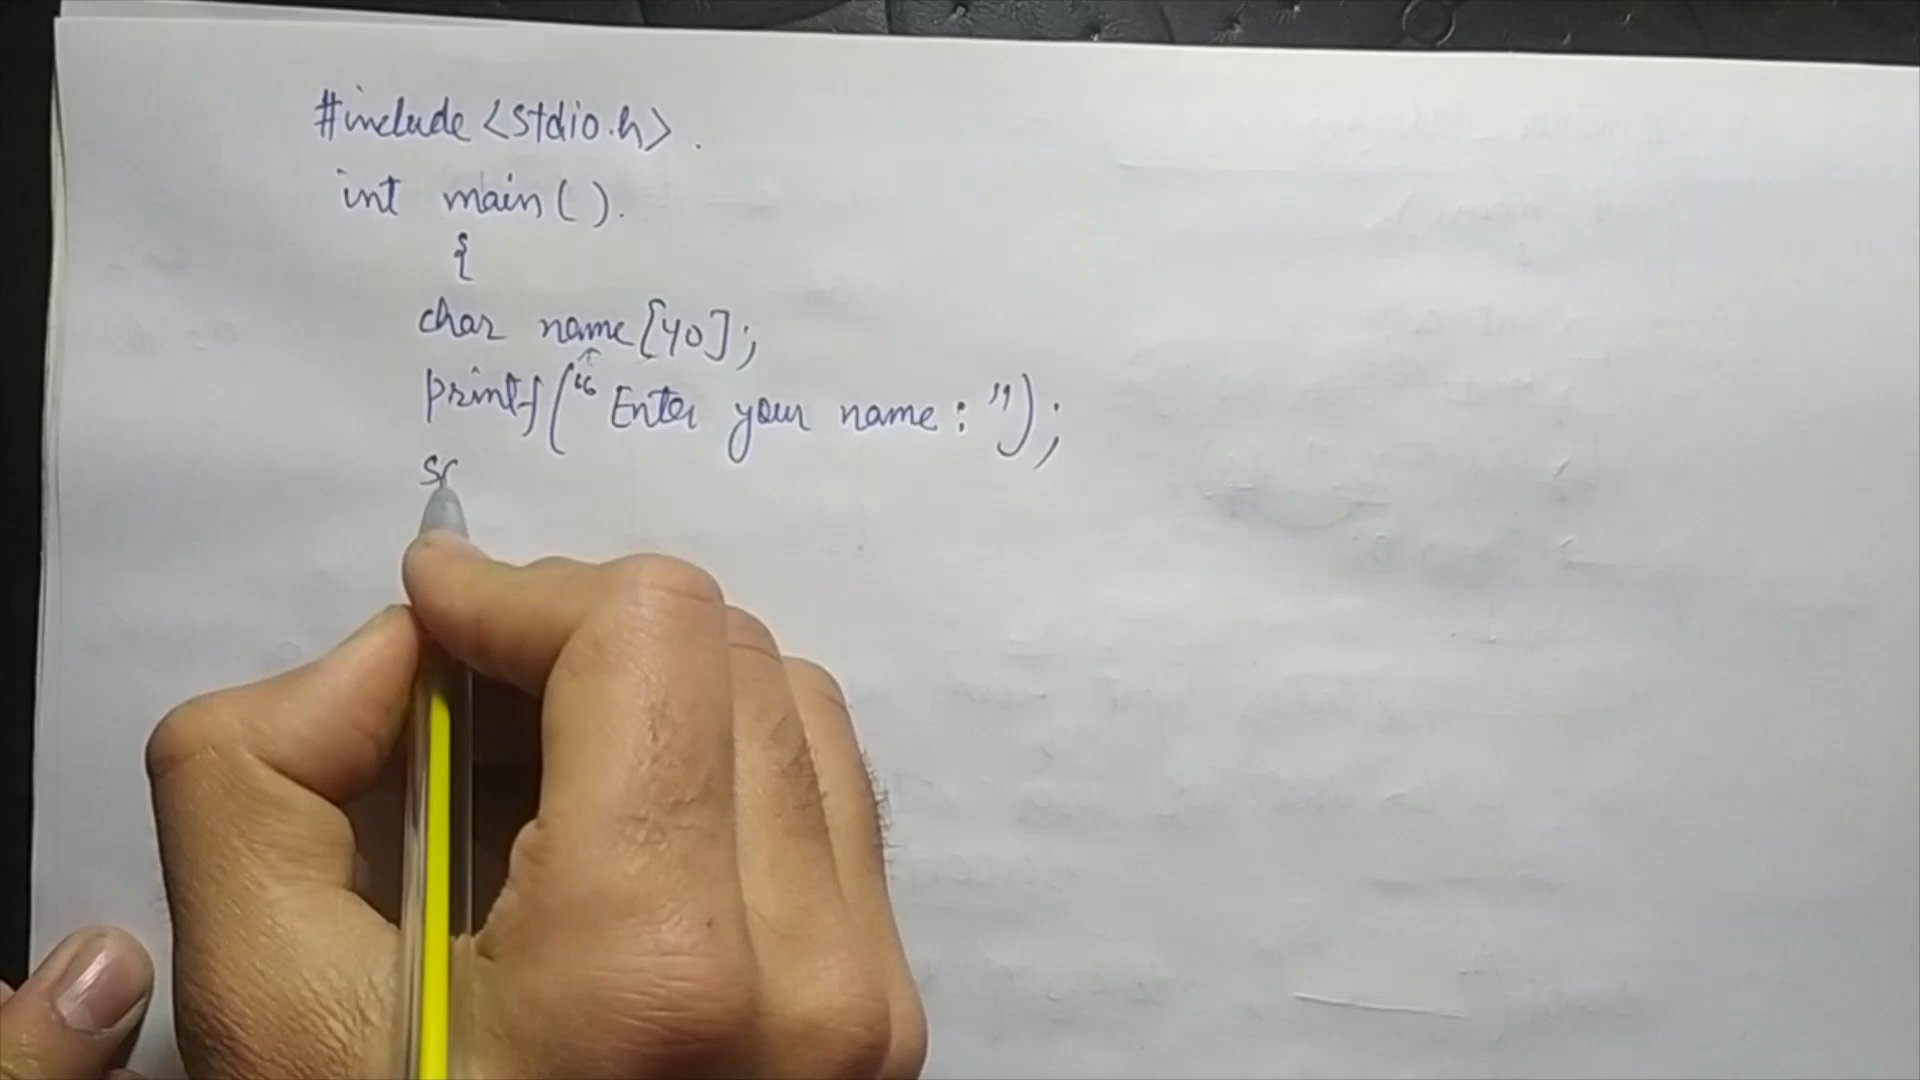 #include <stdio.h>.
int main().
{
char name[40];
printf("Enter your name: ");
sc